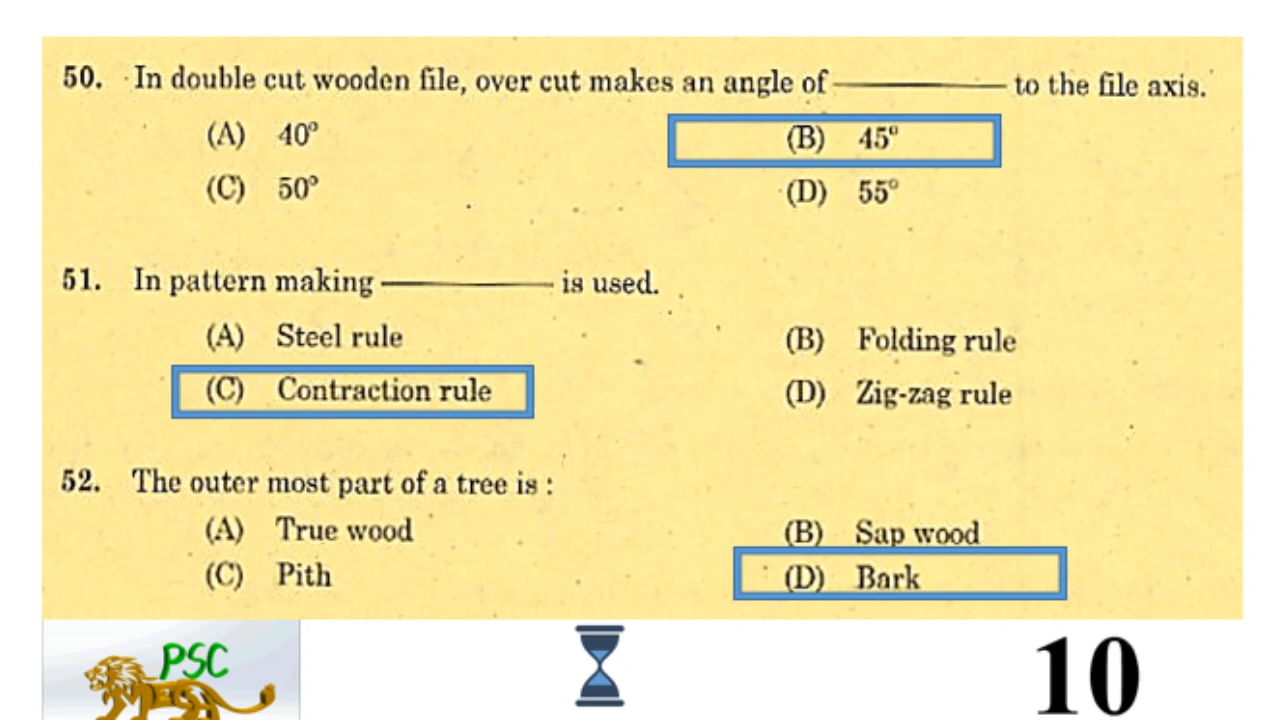 50. In double cut wooden file, over cut makes an angle of ———— to the file axis.
(A) 40° (B) 45°
(C) 50° (D) 55°
51. In pattern making ———— is used.
(A) Steel rule (B) Folding rule
(C) Contraction rule (D) Zig-zag rule
52. The outer most part of a tree is :
(A) True wood (B) Sap wood
(C) Pith (D) Bark
PSC
10